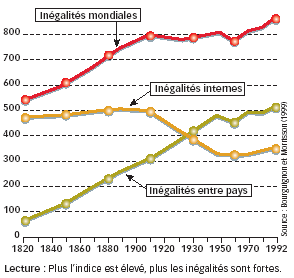 Inégalités mondiales
800
700
600
Inégalités internes
500
400
300
Inégalités entre pays
200
100
0
1820 1840 1860 1880 1910 1930 1940 1960 1970 1992
Source : Bourguignon et Morrisson (1999)
Lecture : Plus l'indice est élevé, plus les inégalités sont fortes.